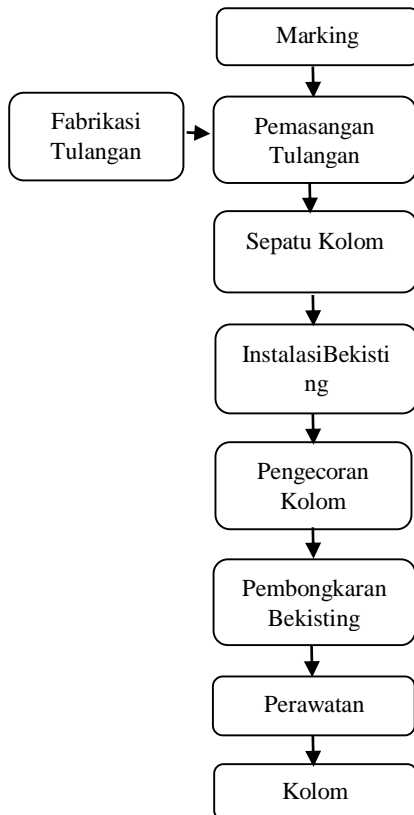 Marking
Fabrikasi
Tulangan
Pemasangan
Tulangan
Sepatu Kolom
InstalasiBekisti
ng
Pengecoran
Kolom
Pembongkaran
Bekisting
Perawatan
Kolom